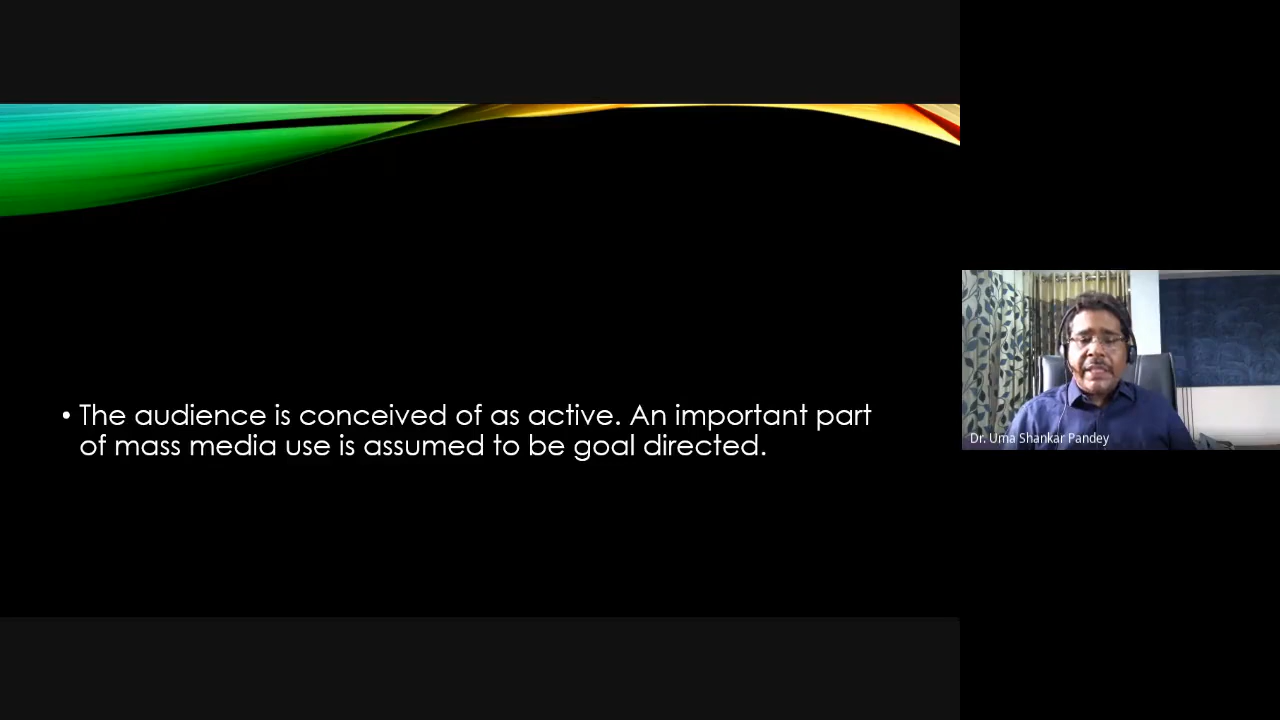 • The audience is conceived of as active. An important part
of mass media use is assumed to be goal directed.
Dr. Uma Shankar Pandey